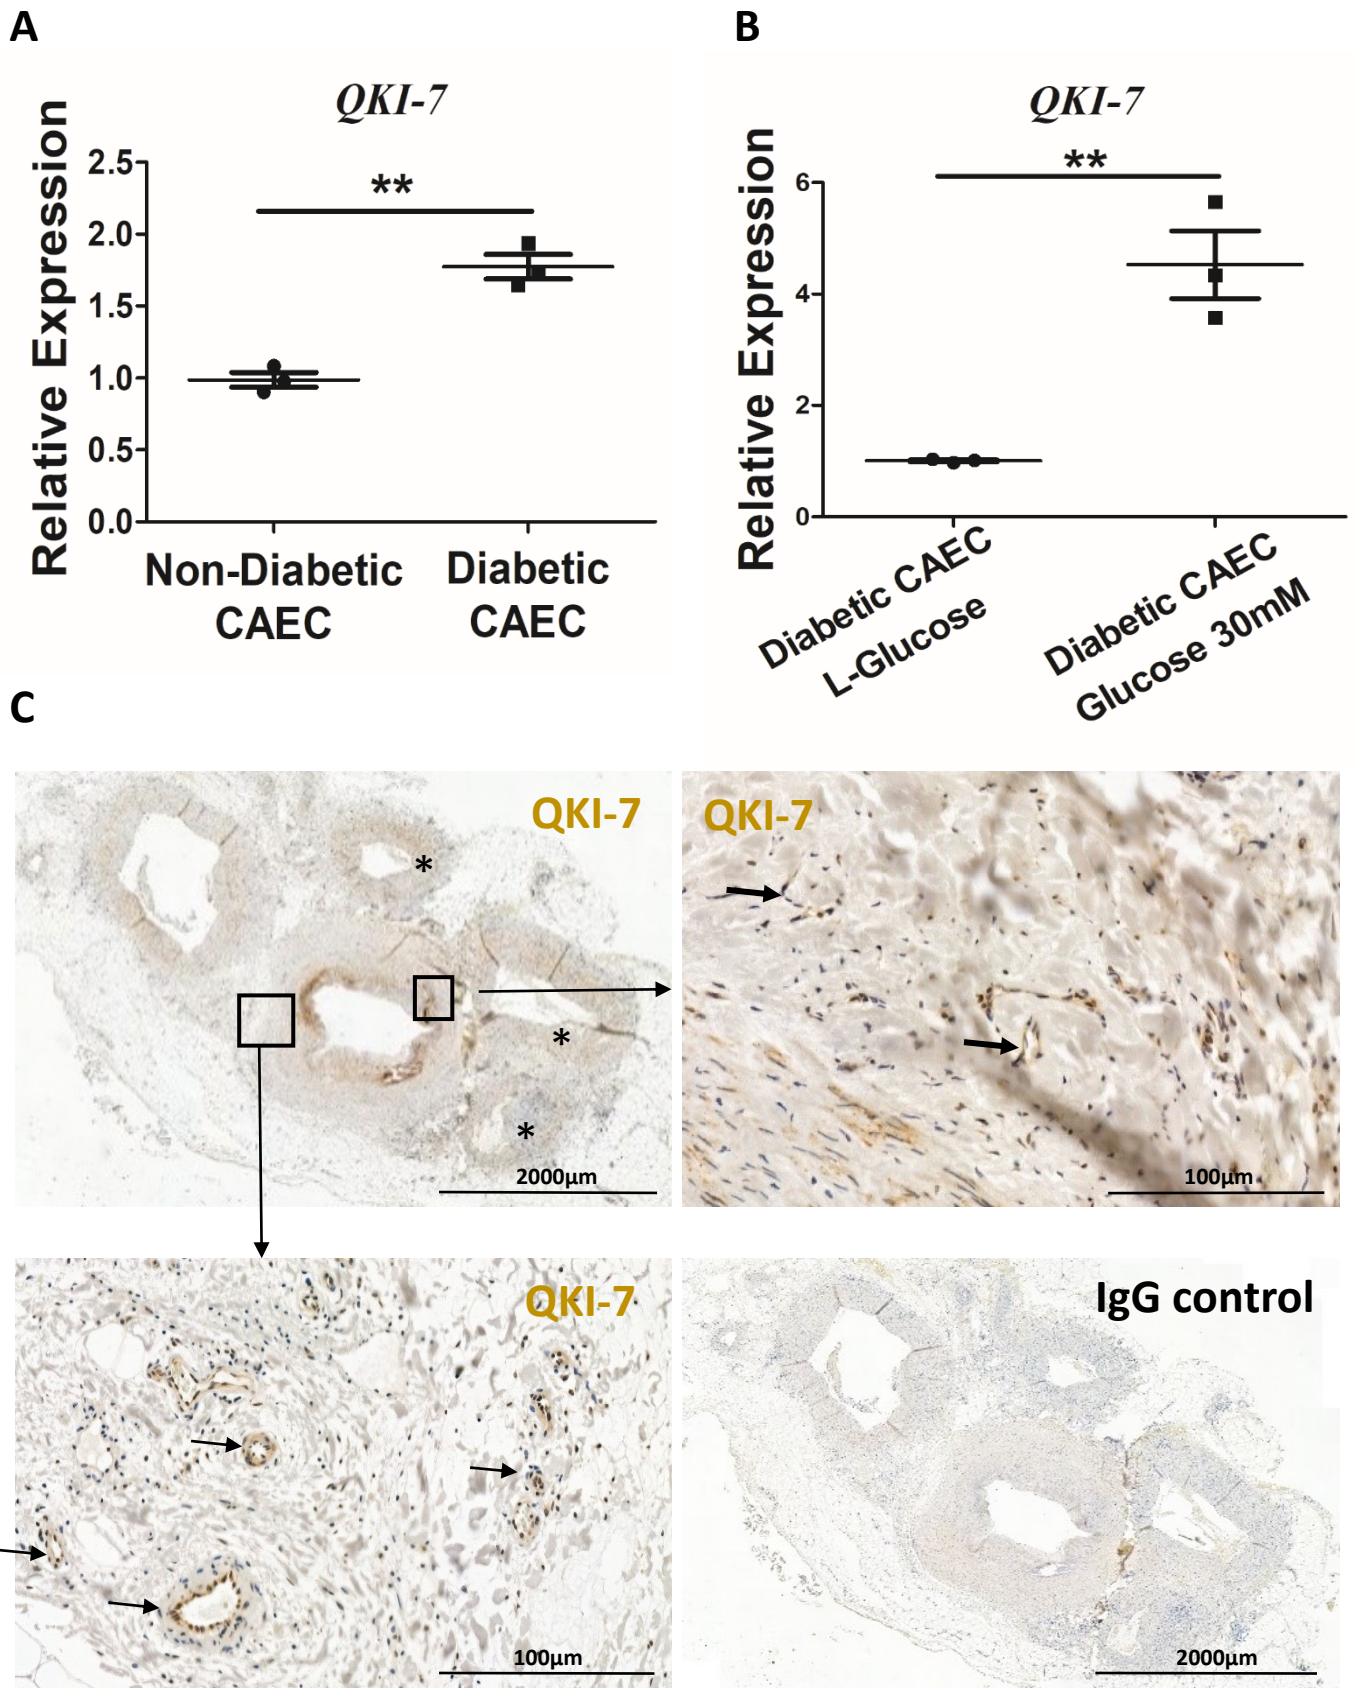 A
B
QKI-7
**
Relative Expression
2.5
2.0
1.5
1.0
0.5
0.0
Non-Diabetic
CAEC
Diabetic
CAEC
QKI-7
**
Relative Expression
6
4
2
0
Diabetic CAEC
L-Glucose
Diabetic CAEC
Glucose 30mM
C
QKI-7
*
*
*
2000µm
QKI-7
100µm
QKI-7
100µm
IgG control
2000µm